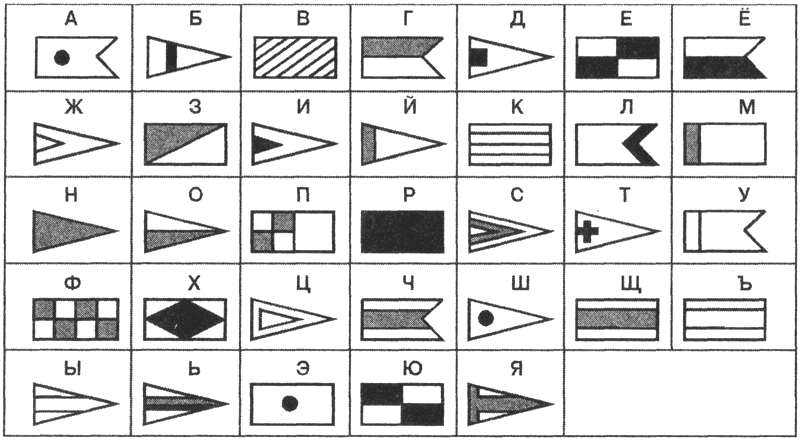 А Б В Г Д Е Ё
Ж З И Й К Л М
Н О П Р С Т У
Ф Х Ц Ч Ш Щ Ъ
Ы Ь Э Ю Я